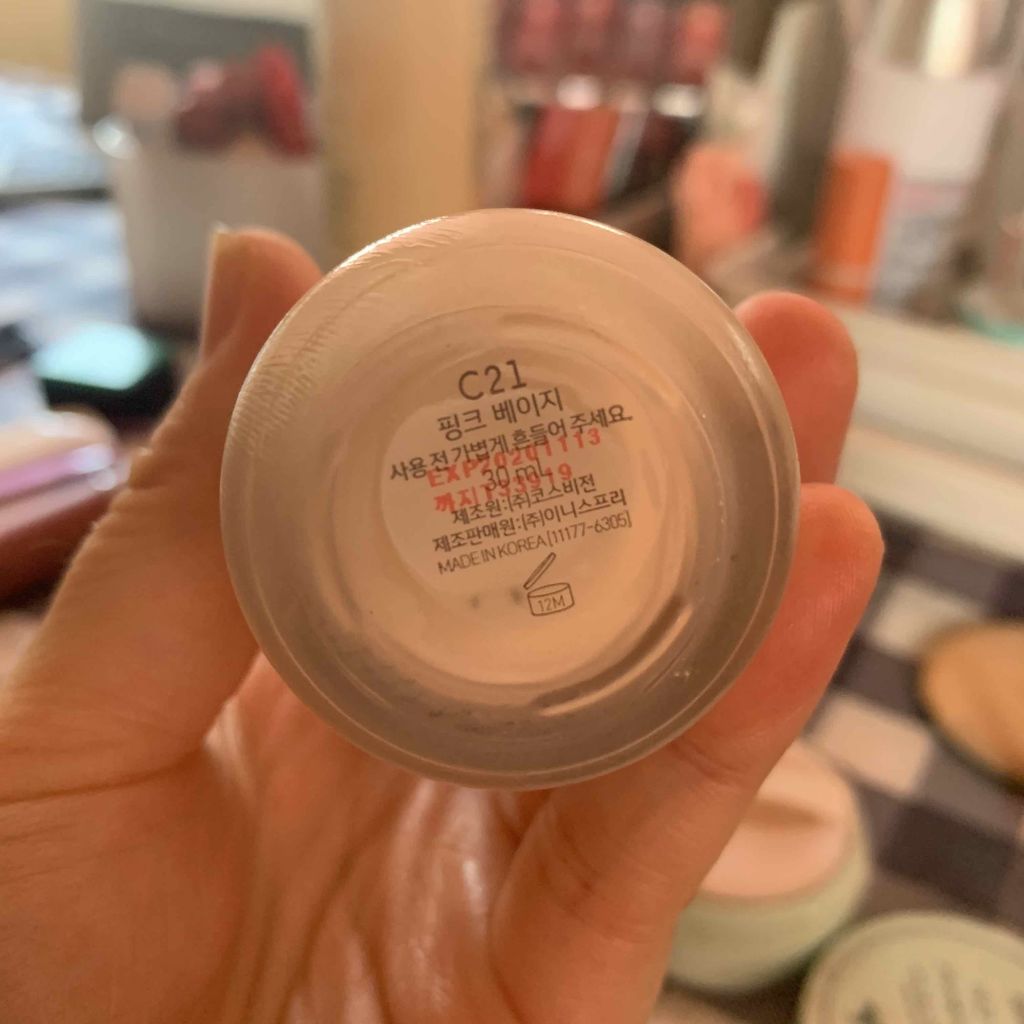 C21
핑크 베이지
사용 전 가볍게 흔들어 주세요.
EXP20201113
30 mL
까지
제조원:(주)코스비전
제조판매원:(주)이니스프리
MADE IN KOREA[11177-6305]
12M